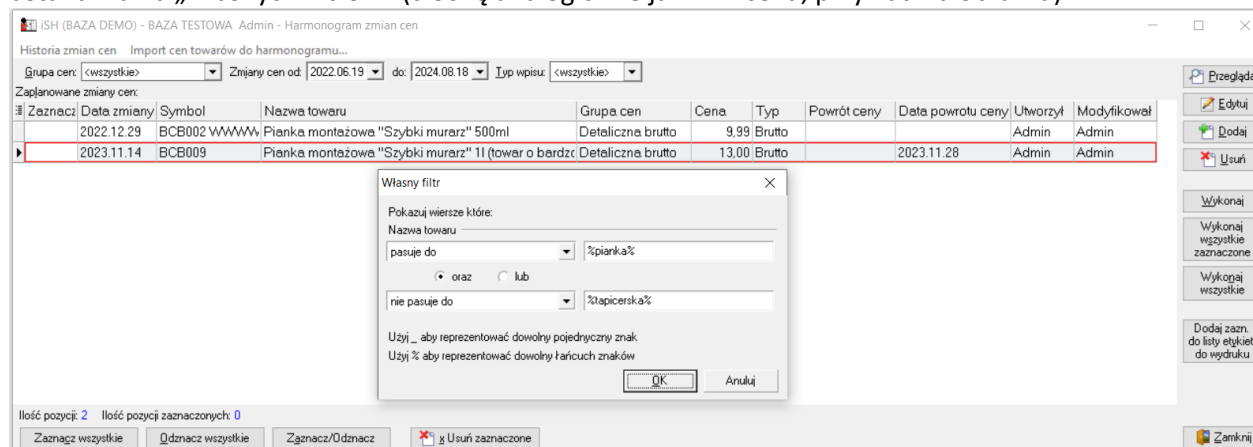 iSH (BAZA DEMO) - BAZA TESTOWA Admin - Harmonogram zmian cen
Historia zmian cen Import cen towarów do harmonogramu...
Grupa cen: <wszystkie> Zmiany cen od: 2022.06.19 do: 2024.08.18 Typ wpisu: <wszystkie>
Zaplanowane zmiany cen:
Zaznacz Data zmiany Symbol Nazwa towaru Grupa cen Cena Typ Powrót ceny Data powrotu ceny Utworzył Modyfikował
2022.12.29 BCB002 Pianka montażowa "Szybki murarz" 500ml Detaliczna brutto 9,99 Brutto Admin Admin
2023.11.14 BCB009 Pianka montażowa "Szybki murarz" 1l (towar o bardzo Detaliczna brutto 13,00 Brutto 2023.11.28 Admin Admin
Przegląda
Edytuj
Dodaj
Usuń
Wykonaj
Wykonaj
wszystkie
zaznaczone
Wykonaj
wszystkie
Dodaj zazn.
do listy etykiet
do wydruku
Własny filtr
Pokazuj wiersze które:
Nazwa towaru
pasuje do %pianka%
oraz lub
nie pasuje do %tapicerska%
Użyj _ aby reprezentować dowolny pojedynczy znak
Użyj % aby reprezentować dowolny łańcuch znaków
OK Anuluj
Ilość pozycji: 2 Ilość pozycji zaznaczonych: 0
Zaznacz wszystkie Odznacz wszystkie Zaznacz/Odznacz x Usuń zaznaczone Zamknij